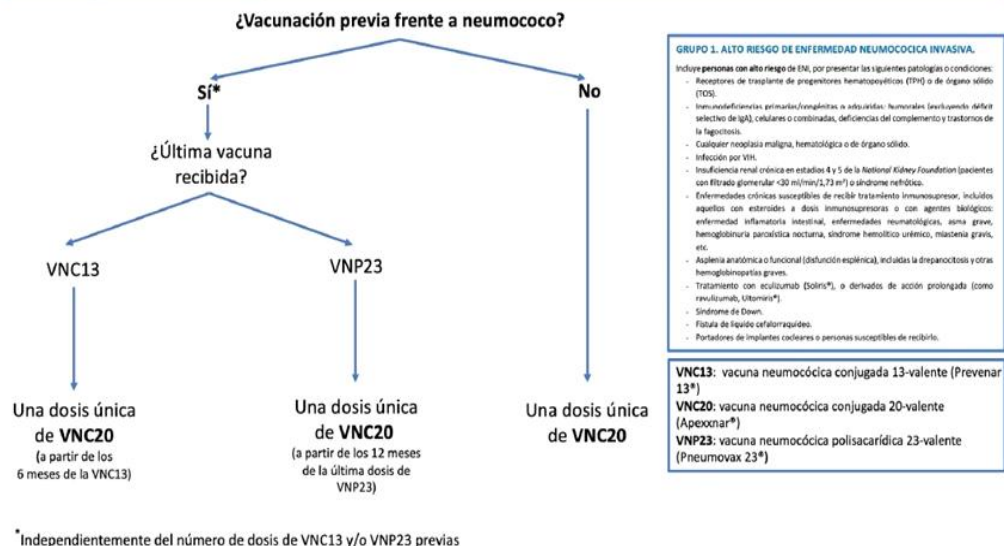 ¿Vacunación previa frente a neumococo?
Sí*
No
¿Última vacuna
recibida?
VNC13
VNP23
Una dosis única
de VNC20
(a partir de los
6 meses de la VNC13)
Una dosis única
de VNC20
(a partir de los 12 meses
de la última dosis de
VNP23)
Una dosis única
de VNC20
*Independientemente del número de dosis de VNC13 y/o VNP23 previas
GRUPO 1. ALTO RIESGO DE ENFERMEDAD NEUMOCOCICA INVASIVA.
Incluye personas con alto riesgo de ENI, por presentar las siguientes patologías o condiciones:
- Receptores de trasplante de progenitores hematopoyéticos (TPH) o de órgano sólido
(TOS).
- Inmunodeficiencias primarias/congénitas o adquiridas: humorales (excluyendo déficit
selectivo de IgA), celulares o combinadas, deficiencias del complemento y trastornos de
la fagocitosis.
- Cualquier neoplasia maligna, hematológica o de órgano sólido.
- Infección por VIH.
- Insuficiencia renal crónica en estadios 4 y 5 de la National Kidney Foundation (pacientes
con filtrado glomerular <30 ml/min/1,73 m²) o síndrome nefrótico.
- Enfermedades crónicas susceptibles de recibir tratamiento inmunosupresor, incluidos
aquellos con esteroides a dosis inmunosupresoras o con agentes biológicos:
enfermedad inflamatoria intestinal, enfermedades reumatológicas, asma grave,
hemoglobinuria paroxística nocturna, síndrome hemolítico urémico, miastenia gravis,
etc.
- Asplenia anatómica o funcional (disfunción esplénica), incluidas la drepanocitosis y otras
hemoglobinopatías graves.
- Tratamiento con eculizumab (Soliris®), o derivados de acción prolongada (como
ravulizumab, Ultomiris®).
- Síndrome de Down.
- Fístula de líquido cefalorraquídeo.
- Portadores de implantes cocleares o personas susceptibles de recibirlo.
VNC13: vacuna neumocócica conjugada 13-valente (Prevenar
13®)
VNC20: vacuna neumocócica conjugada 20-valente
(Apexxnar®)
VNP23: vacuna neumocócica polisacarídica 23-valente
(Pneumovax 23®)